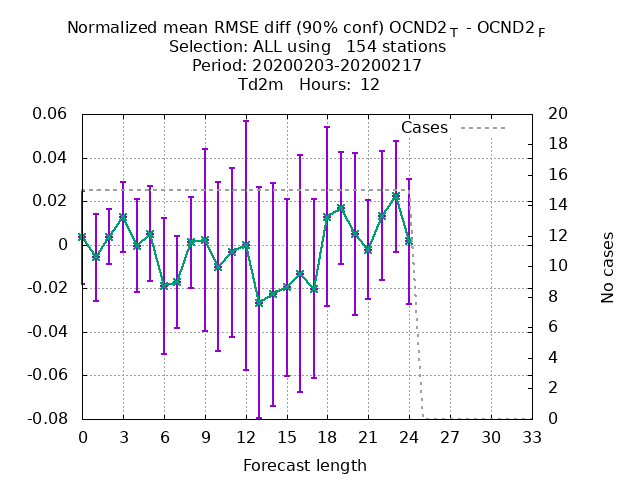 Normalized mean RMSE diff (90% conf) OCND2 T - OCND2 F
Selection: ALL using 154 stations
Period: 20200203-20200217
Td2m Hours: 12
Cases
0.06
0.04
0.02
0
-0.02
-0.04
-0.06
-0.08
20
18
16
14
12
10
8
6
4
2
0
No cases
0 3 6 9 12 15 18 21 24 27 30 33
Forecast length